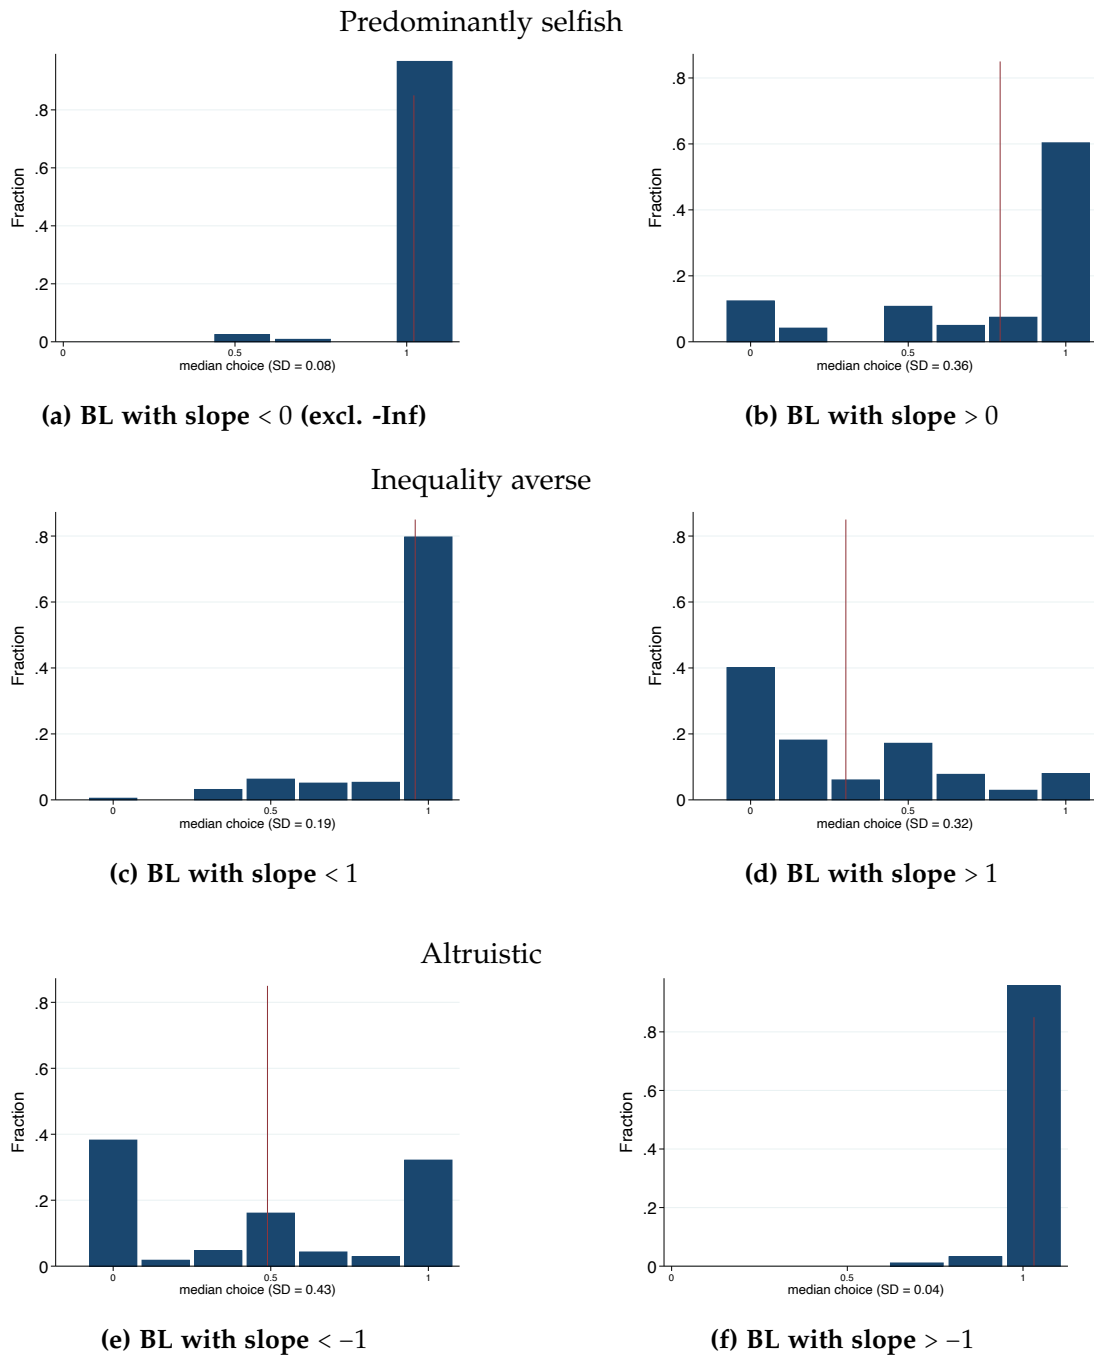 Predominantly selfish
.8
.6
.4
.2
0
Fraction
0 0.5 1
median choice (SD = 0.08)
(a) BL with slope < 0 (excl. -Inf)
.8
.6
.4
.2
0
Fraction
0 0.5 1
median choice (SD = 0.36)
(b) BL with slope > 0
Inequality averse
.8
.6
.4
.2
0
Fraction
0 0.5 1
median choice (SD = 0.19)
(c) BL with slope < 1
.8
.6
.4
.2
0
Fraction
0 0.5 1
median choice (SD = 0.32)
(d) BL with slope > 1
Altruistic
.8
.6
.4
.2
0
Fraction
0 0.5 1
median choice (SD = 0.43)
(e) BL with slope < −1
.8
.6
.4
.2
0
Fraction
0 0.5 1
median choice (SD = 0.04)
(f) BL with slope > −1